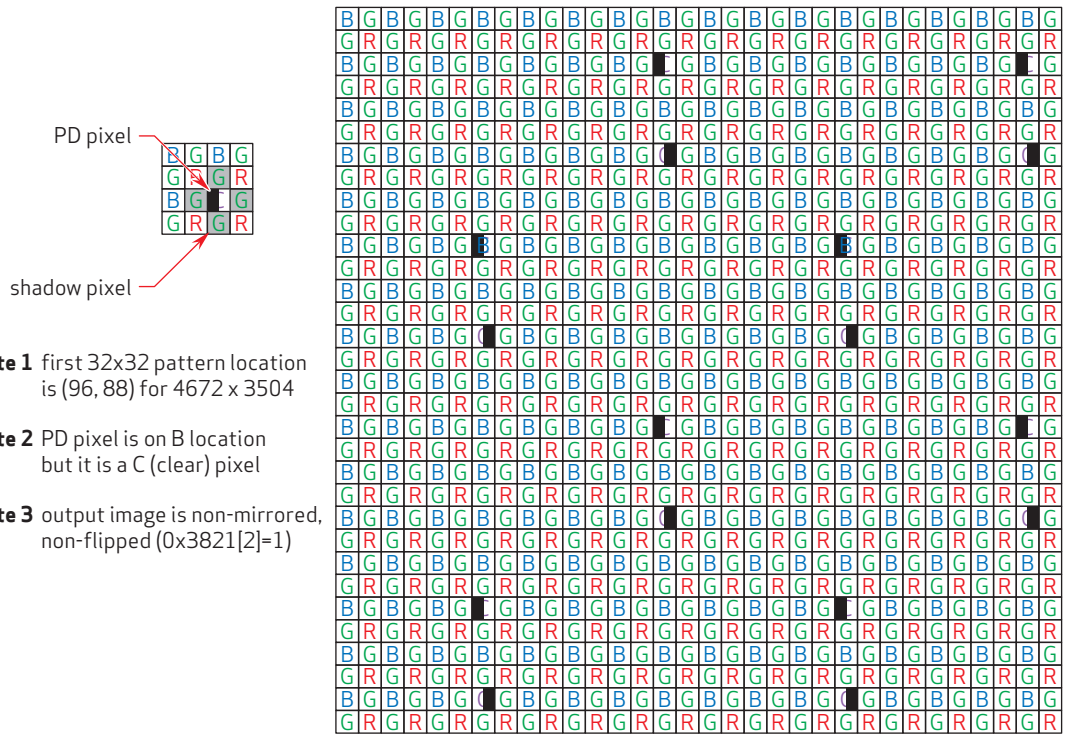 PD pixel
B G B G
G R G R
B G C G
G R G R
shadow pixel
te 1 first 32x32 pattern location
is (96, 88) for 4672 x 3504
te 2 PD pixel is on B location
but it is a C (clear) pixel
te 3 output image is non-mirrored,
non-flipped (0x3821[2]=1)
B G B G B G B G B G B G B G B G B G B G B G B G B G B G B G B G
G R G R G R G R G R G R G R G R G R G R G R G R G R G R G R G R
B G B G B G B G B G B G B G C G B G B G B G B G B G B G B G C G
G R G R G R G R G R G R G R G R G R G R G R G R G R G R G R G R
B G B G B G B G B G B G B G B G B G B G B G B G B G B G B G B G
G R G R G R G R G R G R G R G R G R G R G R G R G R G R G R G R
B G B G B G B G B G B G B G C G B G B G B G B G B G B G B G C G
G R G R G R G R G R G R G R G R G R G R G R G R G R G R G R G R
B G B G B G B G B G B G B G B G B G B G B G B G B G B G B G B G
G R G R G R G R G R G R G R G R G R G R G R G R G R G R G R G R
B G B G B G B G B G B G B G B G B G B G B G B G B G B G B G B G
G R G R G R G R G R G R G R G R G R G R G R G R G R G R G R G R
B G B G B G B G B G B G B G B G B G B G B G B G B G B G B G B G
G R G R G R G R G R G R G R G R G R G R G R G R G R G R G R G R
B G B G B G C G B G B G B G B G B G B G B G C G B G B G B G B G
G R G R G R G R G R G R G R G R G R G R G R G R G R G R G R G R
B G B G B G B G B G B G B G B G B G B G B G B G B G B G B G B G
G R G R G R G R G R G R G R G R G R G R G R G R G R G R G R G R
B G B G B G B G B G B G B G C G B G B G B G B G B G B G B G C G
G R G R G R G R G R G R G R G R G R G R G R G R G R G R G R G R
B G B G B G B G B G B G B G B G B G B G B G B G B G B G B G B G
G R G R G R G R G R G R G R G R G R G R G R G R G R G R G R G R
B G B G B G B G B G B G B G C G B G B G B G B G B G B G B G C G
G R G R G R G R G R G R G R G R G R G R G R G R G R G R G R G R
B G B G B G B G B G B G B G B G B G B G B G B G B G B G B G B G
G R G R G R G R G R G R G R G R G R G R G R G R G R G R G R G R
B G B G B G C G B G B G B G B G B G B G B G C G B G B G B G B G
G R G R G R G R G R G R G R G R G R G R G R G R G R G R G R G R
B G B G B G B G B G B G B G B G B G B G B G B G B G B G B G B G
G R G R G R G R G R G R G R G R G R G R G R G R G R G R G R G R
B G B G B G C G B G B G B G B G B G B G B G C G B G B G B G B G
G R G R G R G R G R G R G R G R G R G R G R G R G R G R G R G R